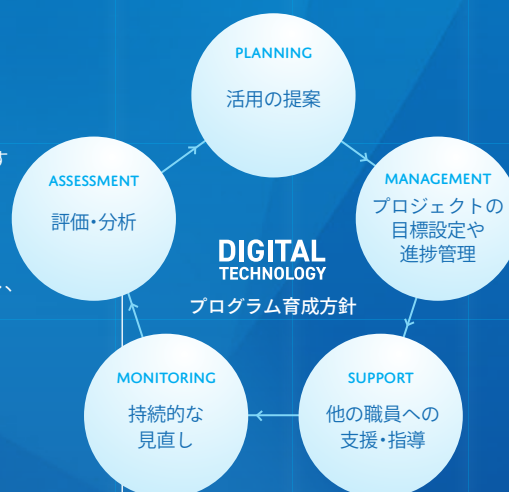 PLANNING
活用の提案
す
ASSESSMENT
評価・分析
MANAGEMENT
プロジェクトの
目標設定や
進捗管理
DIGITAL
TECHNOLOGY
プログラム育成方針
、
MONITORING
持続的な
見直し
SUPPORT
他の職員への
支援・指導